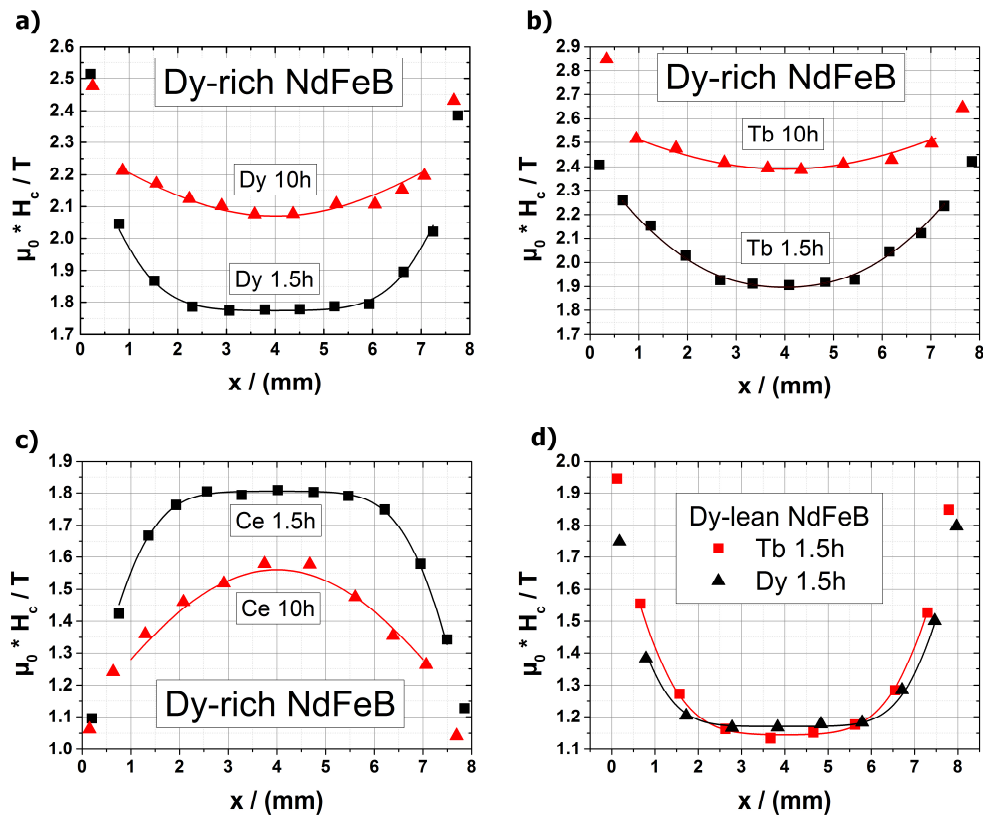 a)
2.6
2.5
2.4
2.3
2.2
2.1
2.0
1.9
1.8
1.7
μ₀ * H_c / T
Dy-rich NdFeB
Dy 10h
Dy 1.5h
0 1 2 3 4 5 6 7 8
x / (mm)
b)
2.9
2.8
2.7
2.6
2.5
2.4
2.3
2.2
2.1
2.0
1.9
1.8
1.7
μ₀ * H_c / T
Dy-rich NdFeB
Tb 10h
Tb 1.5h
0 1 2 3 4 5 6 7 8
x / (mm)
c)
1.9
1.8
1.7
1.6
1.5
1.4
1.3
1.2
1.1
1.0
μ₀ * H_c / T
Ce 1.5h
Ce 10h
Dy-rich NdFeB
0 1 2 3 4 5 6 7 8
x / (mm)
d)
2.0
1.9
1.8
1.7
1.6
1.5
1.4
1.3
1.2
1.1
μ₀ * H_c / T
Dy-lean NdFeB
Tb 1.5h
Dy 1.5h
0 1 2 3 4 5 6 7 8
x / (mm)